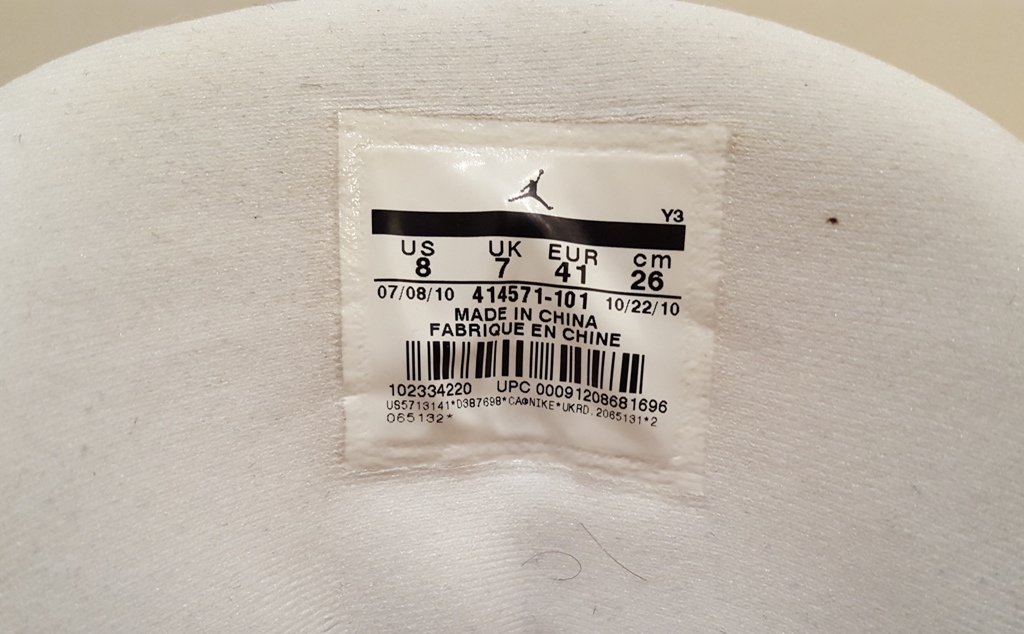 Y3
US UK EUR cm
8 7 41 26
07/08/10 414571-101 10/22/10
MADE IN CHINA
FABRIQUE EN CHINE
102334220 UPC 00091208681696
US5713141*D387698*CA@NIKE*UKRD.2065131*2
065132*